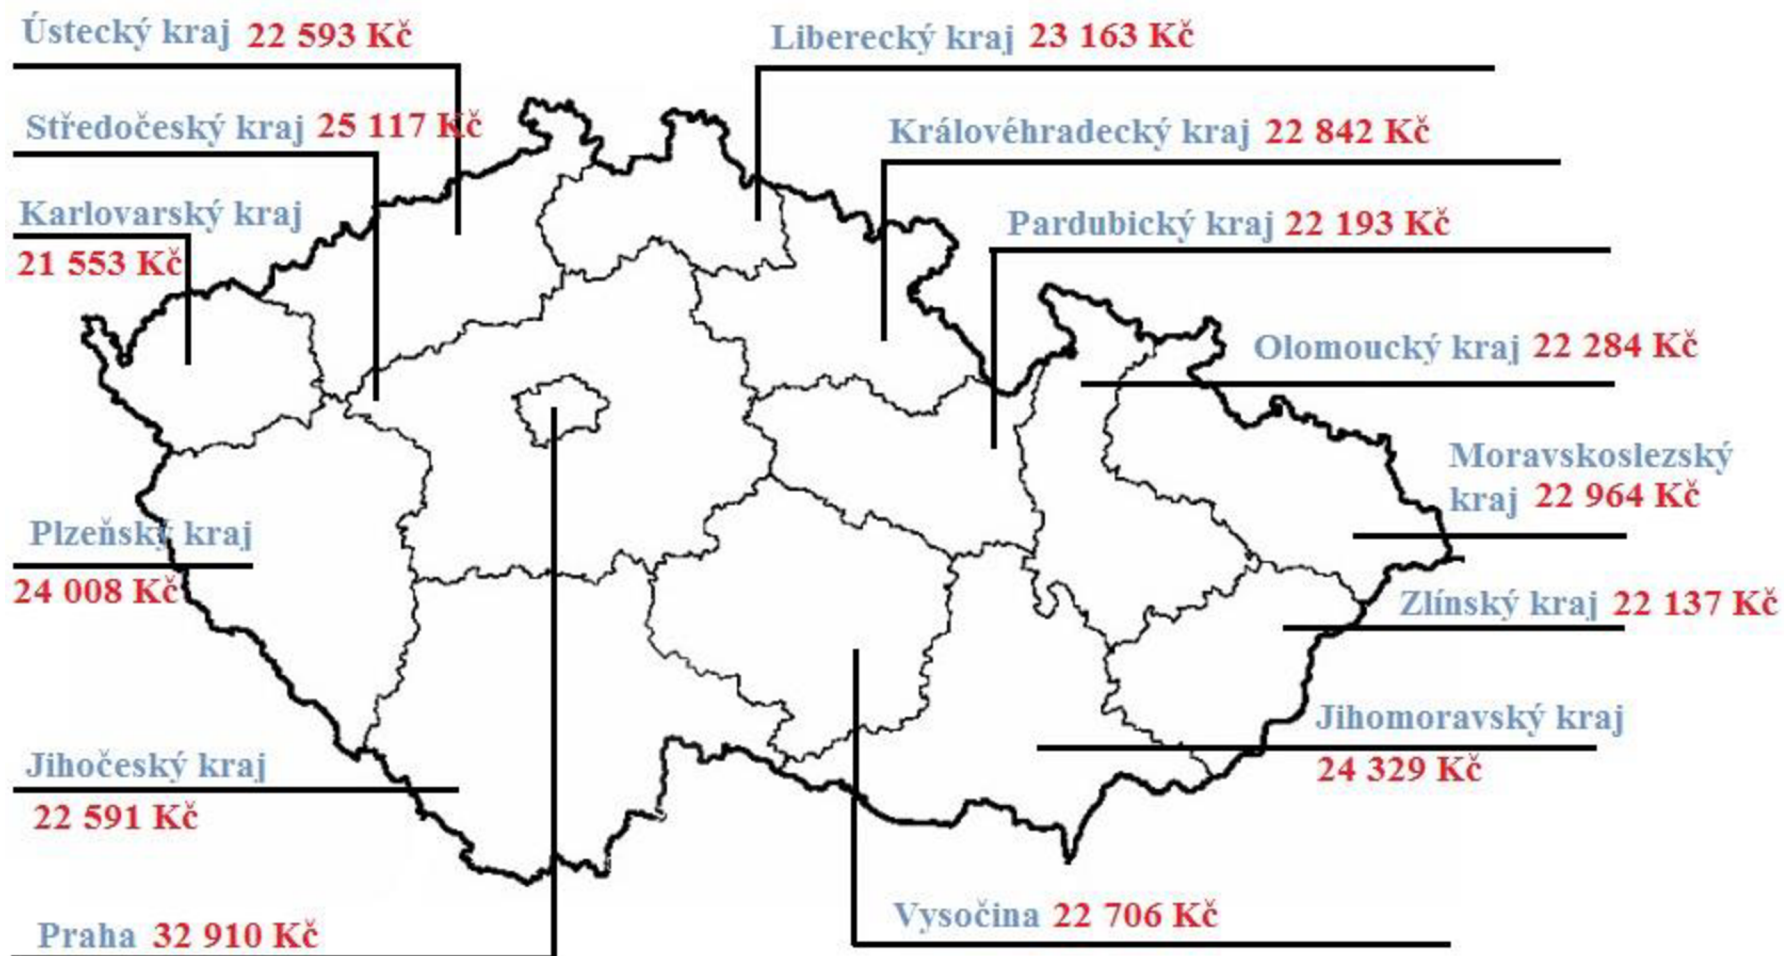 Ústecký kraj 22 593 Kč
Liberecký kraj 23 163 Kč
Středočeský kraj 25 117 Kč
Královéhradecký kraj 22 842 Kč
Karlovarský kraj
21 553 Kč
Pardubický kraj 22 193 Kč
Olomoucký kraj 22 284 Kč
Moravskoslezský
kraj 22 964 Kč
Plzeňský kraj
24 008 Kč
Zlínský kraj 22 137 Kč
Jihomoravský kraj
24 329 Kč
Jihočeský kraj
22 591 Kč
Vysočina 22 706 Kč
Praha 32 910 Kč